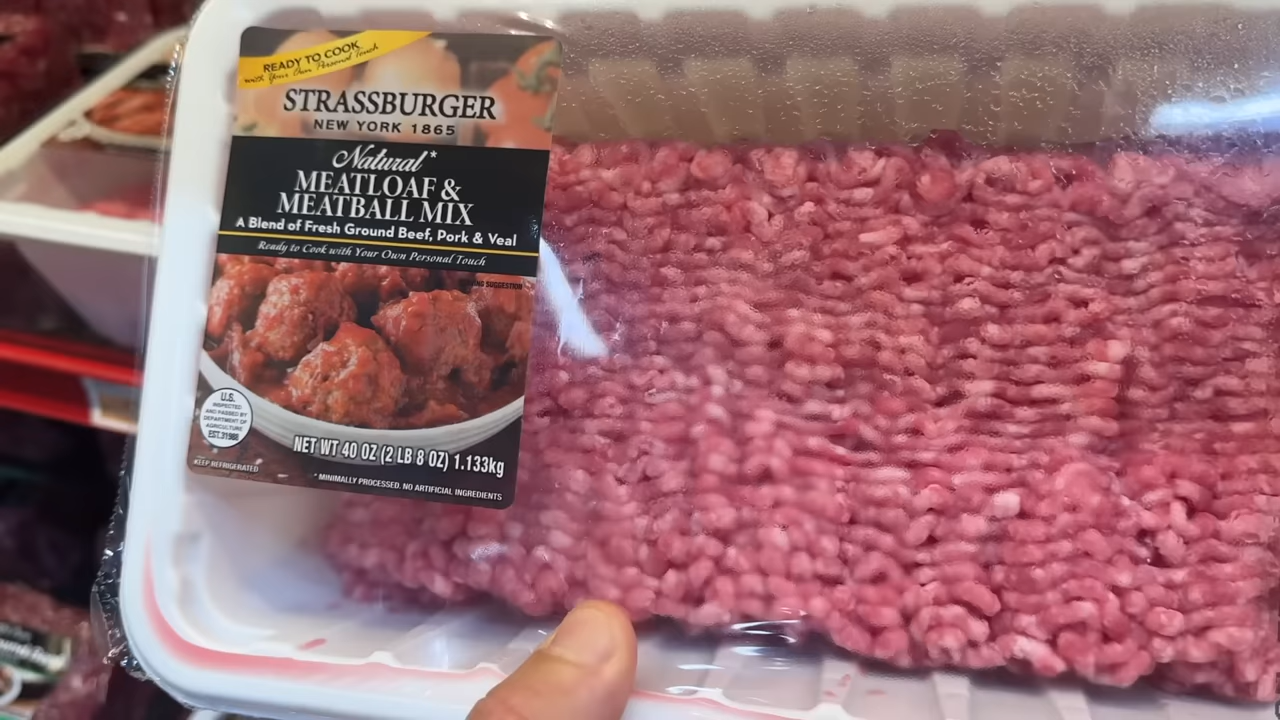 READY TO COOK
with Your Own Personal Touch
STRASSBURGER
NEW YORK 1865
Natural*
MEATLOAF &
MEATBALL MIX
A Blend of Fresh Ground Beef, Pork & Veal
Ready to Cook with Your Own Personal Touch
SUGGESTION
U.S.
INSPECTED
AND PASSED BY
DEPARTMENT OF
AGRICULTURE
EST.31988
NET WT 40 OZ (2 LB 8 OZ) 1.133kg
KEEP REFRIGERATED
* MINIMALLY PROCESSED. NO ARTIFICIAL INGREDIENTS